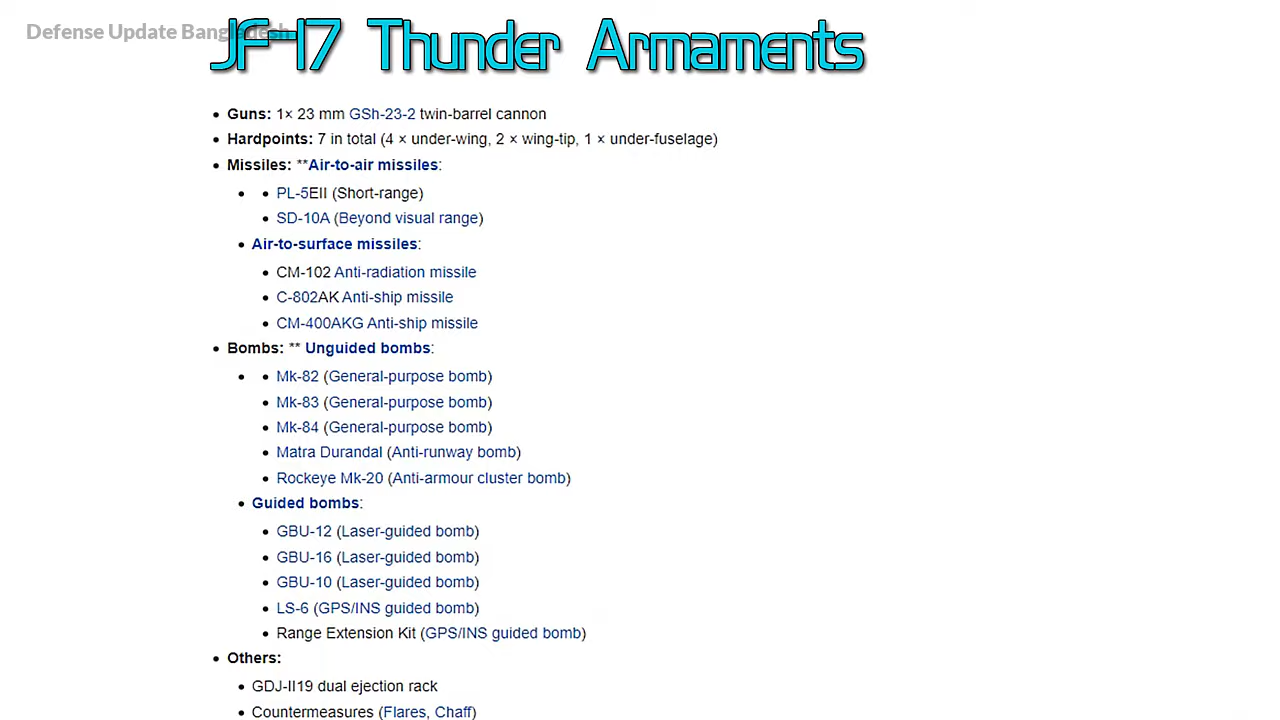 Defense Update Bangladesh
JF-17 Thunder Armaments
• Guns: 1× 23 mm GSh-23-2 twin-barrel cannon
• Hardpoints: 7 in total (4 × under-wing, 2 × wing-tip, 1 × under-fuselage)
• Missiles: **Air-to-air missiles:
• • PL-5EII (Short-range)
• SD-10A (Beyond visual range)
• Air-to-surface missiles:
• CM-102 Anti-radiation missile
• C-802AK Anti-ship missile
• CM-400AKG Anti-ship missile
• Bombs: ** Unguided bombs:
• • Mk-82 (General-purpose bomb)
• Mk-83 (General-purpose bomb)
• Mk-84 (General-purpose bomb)
• Matra Durandal (Anti-runway bomb)
• Rockeye Mk-20 (Anti-armour cluster bomb)
• Guided bombs:
• GBU-12 (Laser-guided bomb)
• GBU-16 (Laser-guided bomb)
• GBU-10 (Laser-guided bomb)
• LS-6 (GPS/INS guided bomb)
• Range Extension Kit (GPS/INS guided bomb)
• Others:
• GDJ-II19 dual ejection rack
• Countermeasures (Flares, Chaff)